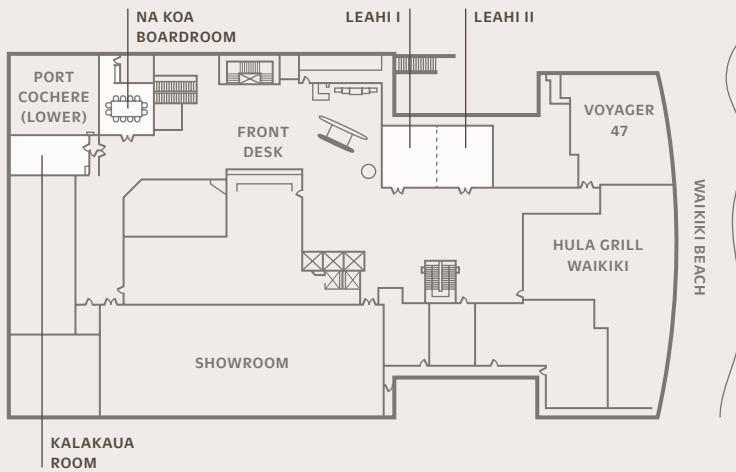 NA KOA
BOARDROOM
LEAHI I
LEAHI II
PORT
COCHERE
(LOWER)
FRONT
DESK
VOYAGER
47
WAIKIKI BEACH
HULA GRILL
WAIKIKI
SHOWROOM
KALAKAUA
ROOM